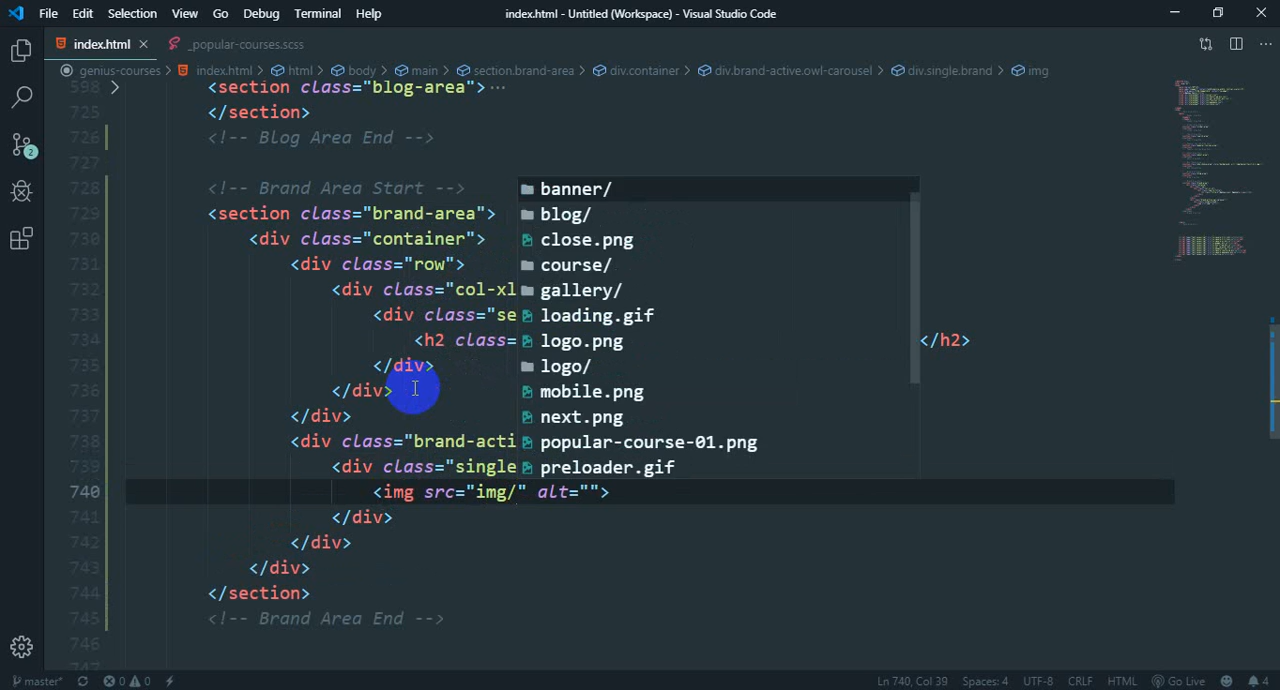 File Edit Selection View Go Debug Terminal Help
index.html - Untitled (Workspace) - Visual Studio Code
index.html
_popular-courses.scss
genius-courses > index.html > html > body > main > section.brand-area > div.container > div.brand-active.owl-carousel > div.single.brand > img
598 <section class="blog-area">…
725 </section>
726 <!-- Blog Area End -->
727
728 <!-- Brand Area Start -->
729 <section class="brand-area">
730 <div class="container">
731 <div class="row">
732 <div class="col-xl
733 <div class="se
734 <h2 class= </h2>
735 </div>
736 </div>
737 </div>
738 <div class="brand-acti
739 <div class="single
740 <img src="img/" alt="">
741 </div>
742 </div>
743 </div>
744 </section>
745 <!-- Brand Area End -->
746
banner/
blog/
close.png
course/
gallery/
loading.gif
logo.png
logo/
mobile.png
next.png
popular-course-01.png
preloader.gif
2
master* 0 0 Ln 740, Col 39 Spaces: 4 UTF-8 CRLF HTML Go Live 4